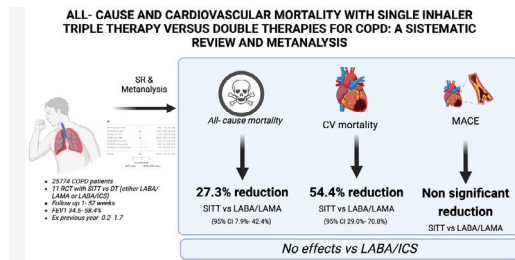 ALL- CAUSE AND CARDIOVASCULAR MORTALITY WITH SINGLE INHALER
TRIPLE THERAPY VERSUS DOUBLE THERAPIES FOR COPD: A SISTEMATIC
REVIEW AND METANALYSIS
SR &
Metanalysis
All- cause mortality
CV mortality
MACE
25774 COPD patients
11 RCT with SITT vs DT (either LABA/
LAMA or LABA/ICS)
Follow up 1- 52 weeks
FEV1 34.5- 58.4%
Ex previous year 0.2- 1.7
27.3% reduction
SITT vs LABA/LAMA
(95% CI 7.9%- 42.4%)
54.4% reduction
SITT vs LABA/LAMA
(95% CI 29.0%- 70.8%)
Non significant
reduction
SITT vs LABA/LAMA
No effects vs LABA/ICS